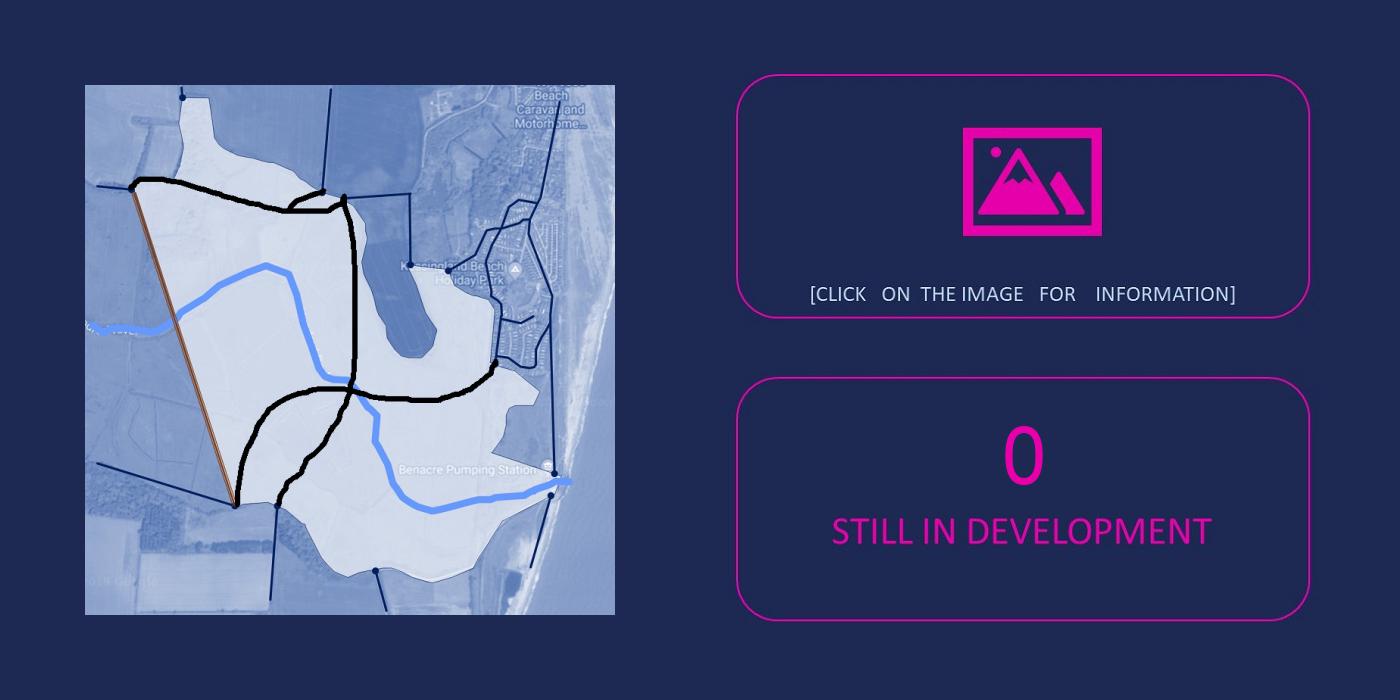 Beach
Caravan and
Motorhome...
Kessingland Beach
Holiday Park
Benacre Pumping Station
[CLICK ON THE IMAGE FOR INFORMATION]
0
STILL IN DEVELOPMENT